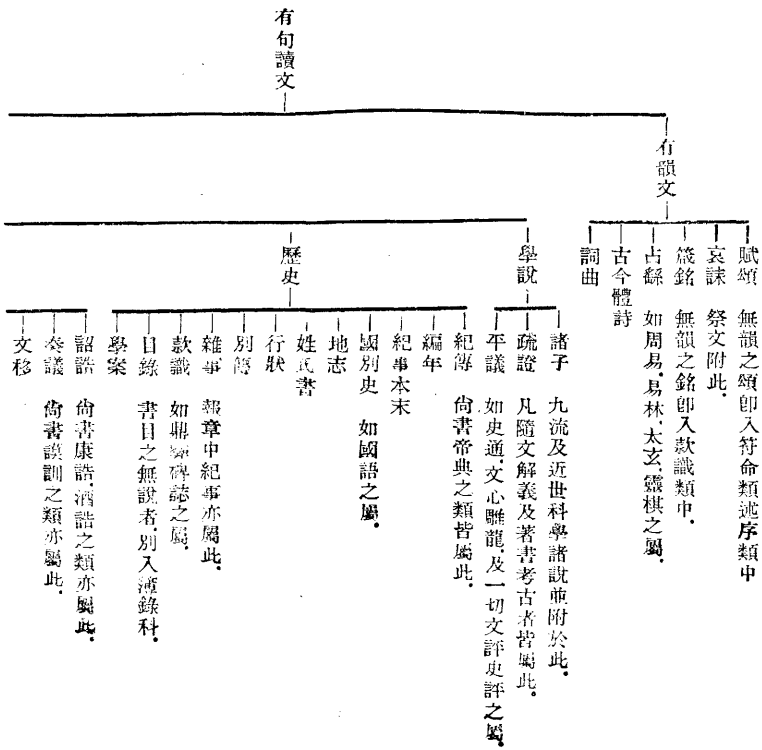 有句讀文
有韻文
賦頌 無韻之頌卽入符命類述序類中
哀誄 祭文附此.
箴銘 無韻之銘卽入款識類中.
占繇 如周易.易林.太玄.靈棋之屬.
古今體詩
詞曲
學說
諸子 九流及近世科學諸說並附於此.
疏證 凡隨文解義及著書考古者皆屬此.
平議 如史通.文心雕龍.及一切文評史評之屬.
歷史
紀傳 尙書帝典之類皆屬此.
編年
紀事本末
國別史 如國語之屬.
地志
姓氏書
行狀
別傳
雜事 報章中紀事亦屬此.
款識 如鼎彝碑誌之屬.
目錄 書目之無說者.別入簿錄科.
學案
詔誥 尙書康誥.酒誥之類亦屬此.
奏議 尙書謨訓之類亦屬此.
文移